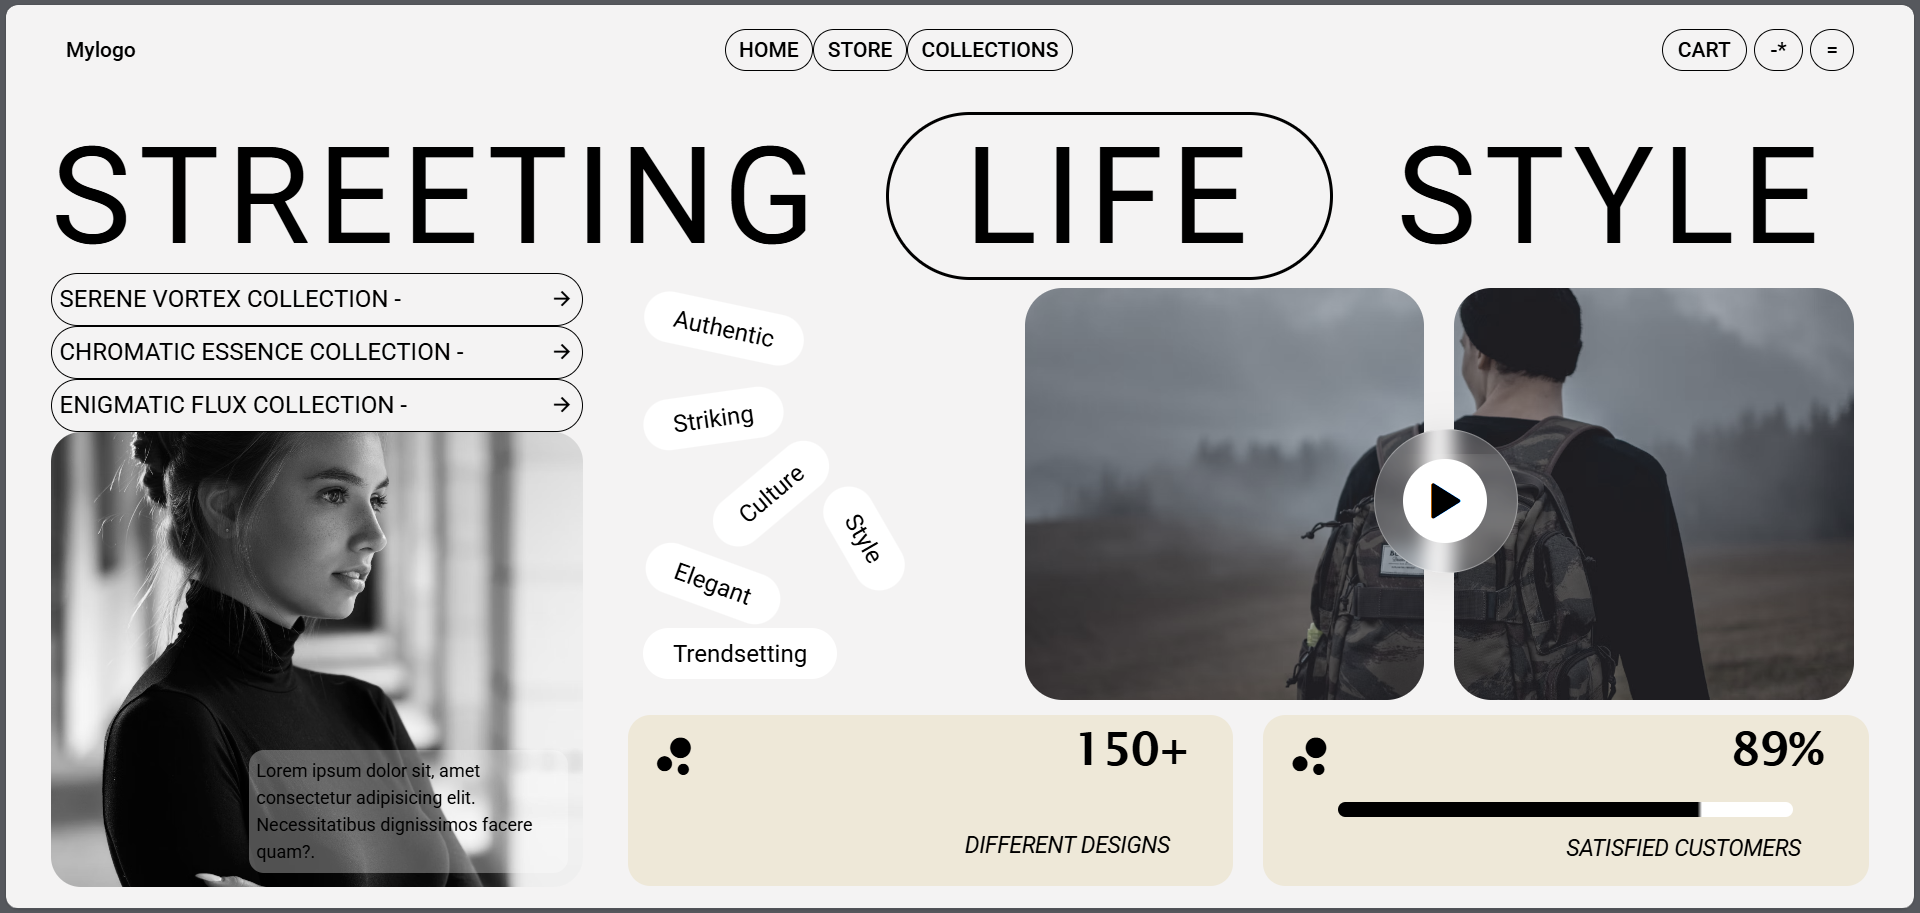 Mylogo
HOME
STORE
COLLECTIONS
CART
-*
=
STREETING LIFE STYLE
SERENE VORTEX COLLECTION -
CHROMATIC ESSENCE COLLECTION -
ENIGMATIC FLUX COLLECTION -
Lorem ipsum dolor sit, amet
consectetur adipisicing elit.
Necessitatibus dignissimos facere
quam?.
Authentic
Striking
Culture
Style
Elegant
Trendsetting
150+
DIFFERENT DESIGNS
89%
SATISFIED CUSTOMERS